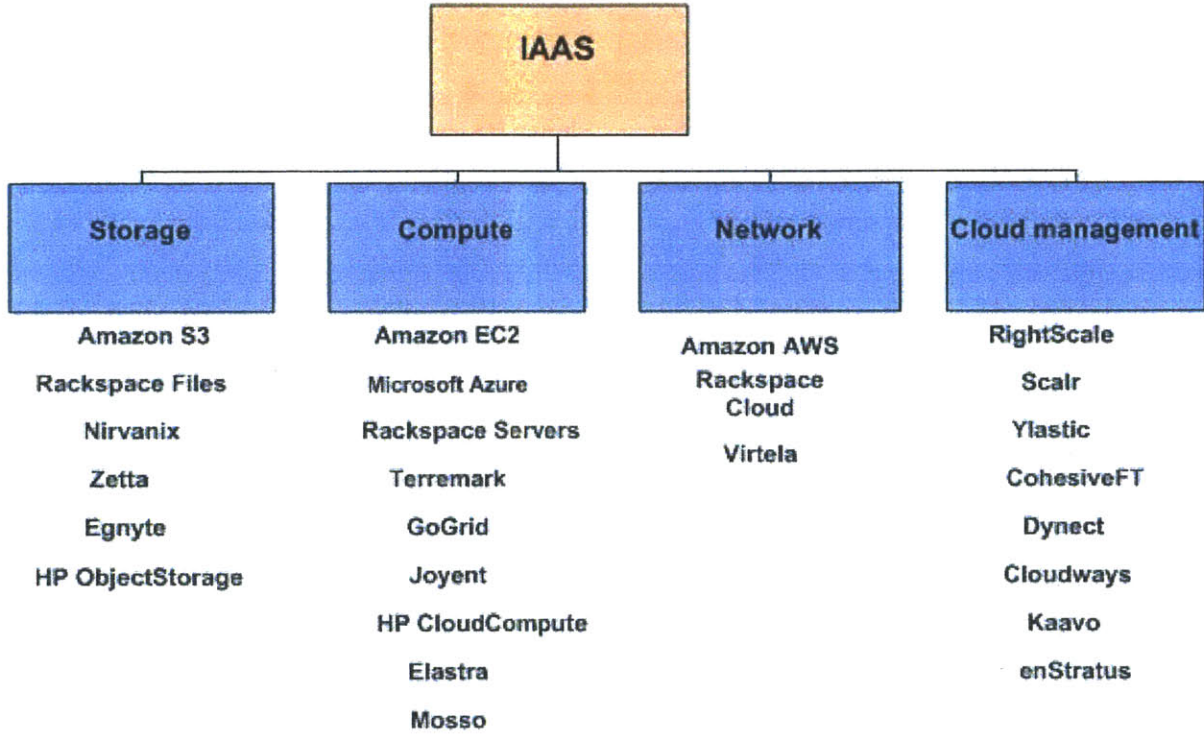 IAAS
Storage
Compute
Network
Cloud management
Amazon S3
Rackspace Files
Nirvanix
Zetta
Egnyte
HP ObjectStorage
Amazon EC2
Microsoft Azure
Rackspace Servers
Terremark
GoGrid
Joyent
HP CloudCompute
Elastra
Mosso
Amazon AWS
Rackspace
Cloud
Virtela
RightScale
Scalr
Ylastic
CohesiveFT
Dynect
Cloudways
Kaavo
enStratus